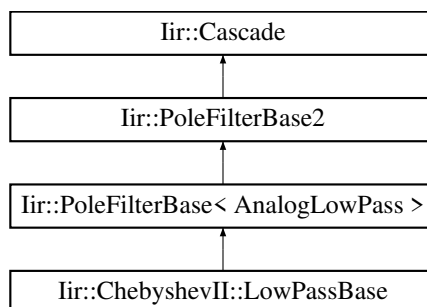 Iir::Cascade
Iir::PoleFilterBase2
Iir::PoleFilterBase< AnalogLowPass >
Iir::ChebyshevII::LowPassBase